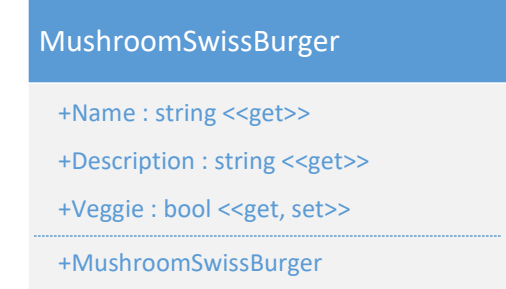 MushroomSwissBurger
+Name : string <<get>>
+Description : string <<get>>
+Veggie : bool <<get, set>>
+MushroomSwissBurger